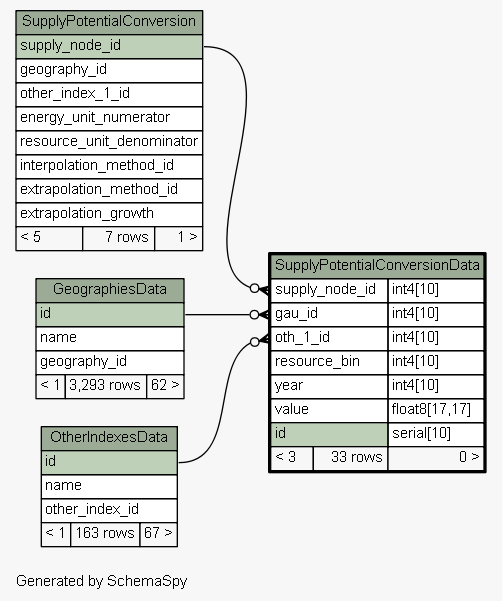 SupplyPotentialConversion
supply_node_id
geography_id
other_index_1_id
energy_unit_numerator
resource_unit_denominator
interpolation_method_id
extrapolation_method_id
extrapolation_growth
< 5 7 rows 1 >
SupplyPotentialConversionData
supply_node_id int4[10]
gau_id int4[10]
oth_1_id int4[10]
resource_bin int4[10]
year int4[10]
value float8[17,17]
id serial[10]
< 3 33 rows 0 >
GeographiesData
id
name
geography_id
< 1 3,293 rows 62 >
OtherIndexesData
id
name
other_index_id
< 1 163 rows 67 >
Generated by SchemaSpy